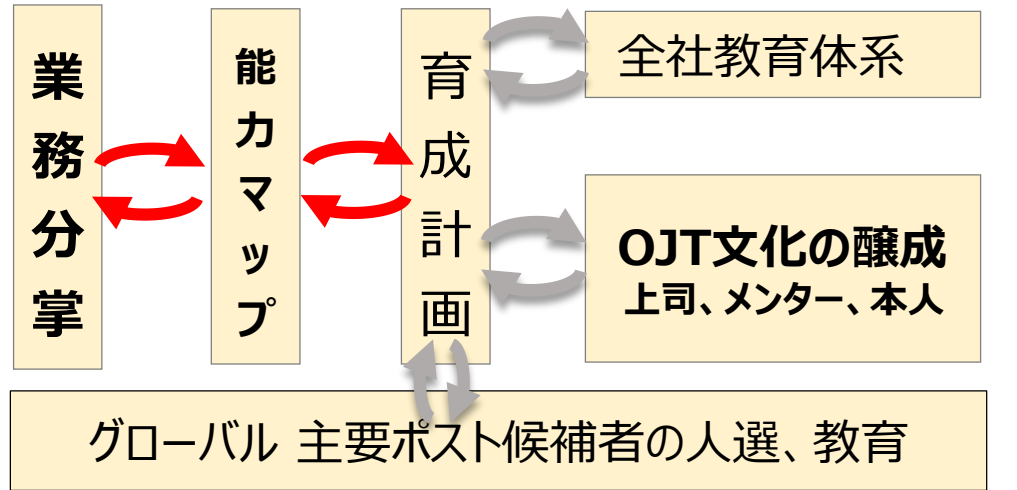 業務分掌
能力マップ
育成計画
全社教育体系
OJT文化の醸成
上司、メンター、本人
グローバル 主要ポスト候補者の人選、教育